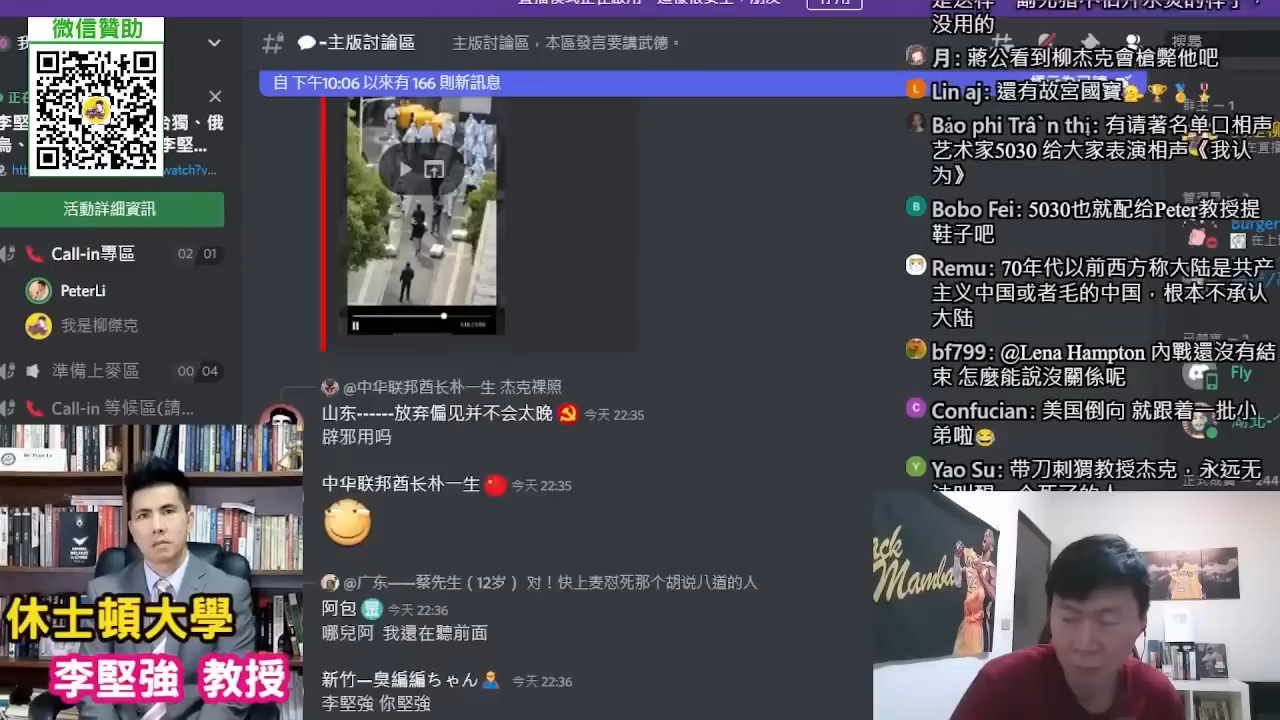 微信贊助
活動詳細資訊
Call-in專區 02 01
PeterLi
我是柳傑克
準備上麥區 00 04
Call-in 等候區(請...
watch?v...
休士頓大學
李堅強 教授
-主版討論區 主版討論區，本區發言要講武德。
自 下午10:06 以來有 166 則新訊息
@中华联邦酋长朴一生 杰克裸照
山东------放弃偏见并不会太晚 今天 22:35
辟邪用吗
中华联邦酋长朴一生 今天 22:35
@广东——蔡先生（12岁） 对！快上麦怼死那个胡说八道的人
阿包 今天 22:36
哪兒阿 我還在聽前面
新竹—臭編編ちゃん 今天 22:36
李堅強 你堅強
没用的
月: 蔣公看到柳杰克會槍斃他吧
Lin aj: 還有故宮國寶
Bảo phi Trần thị: 有请著名单口相声
艺术家5030 给大家表演相声《我认
为》
Bobo Fei: 5030也就配给Peter教授提
鞋子吧
Remu: 70年代以前西方称大陆是共产
主义中国或者毛的中国，根本不承认
大陆
bf799: @Lena Hampton 內戰還沒有結
束 怎麼能說沒關係呢
Confucian: 美国倒向 就跟着一批小
弟啦
Yao Su: 带刀刺猬教授杰克，永远无
Burger
Fly
Mamba